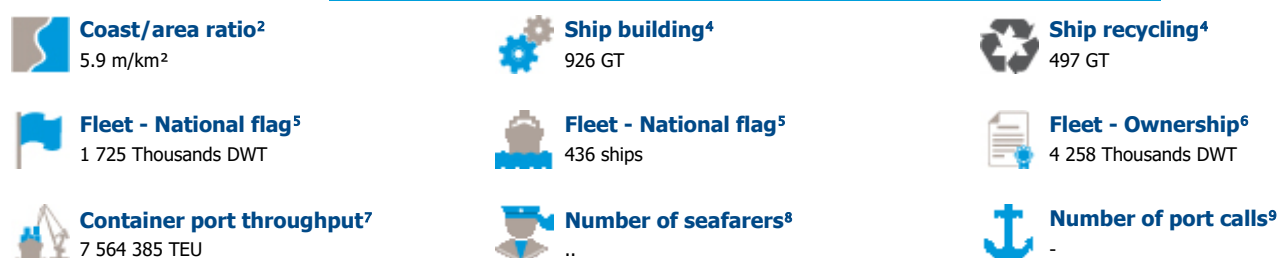 Coast/area ratio²
5.9 m/km²
Ship building⁴
926 GT
Ship recycling⁴
497 GT
Fleet - National flag⁵
1 725 Thousands DWT
Fleet - National flag⁵
436 ships
Fleet - Ownership⁶
4 258 Thousands DWT
Container port throughput⁷
7 564 385 TEU
Number of seafarers⁸
..
Number of port calls⁹
-